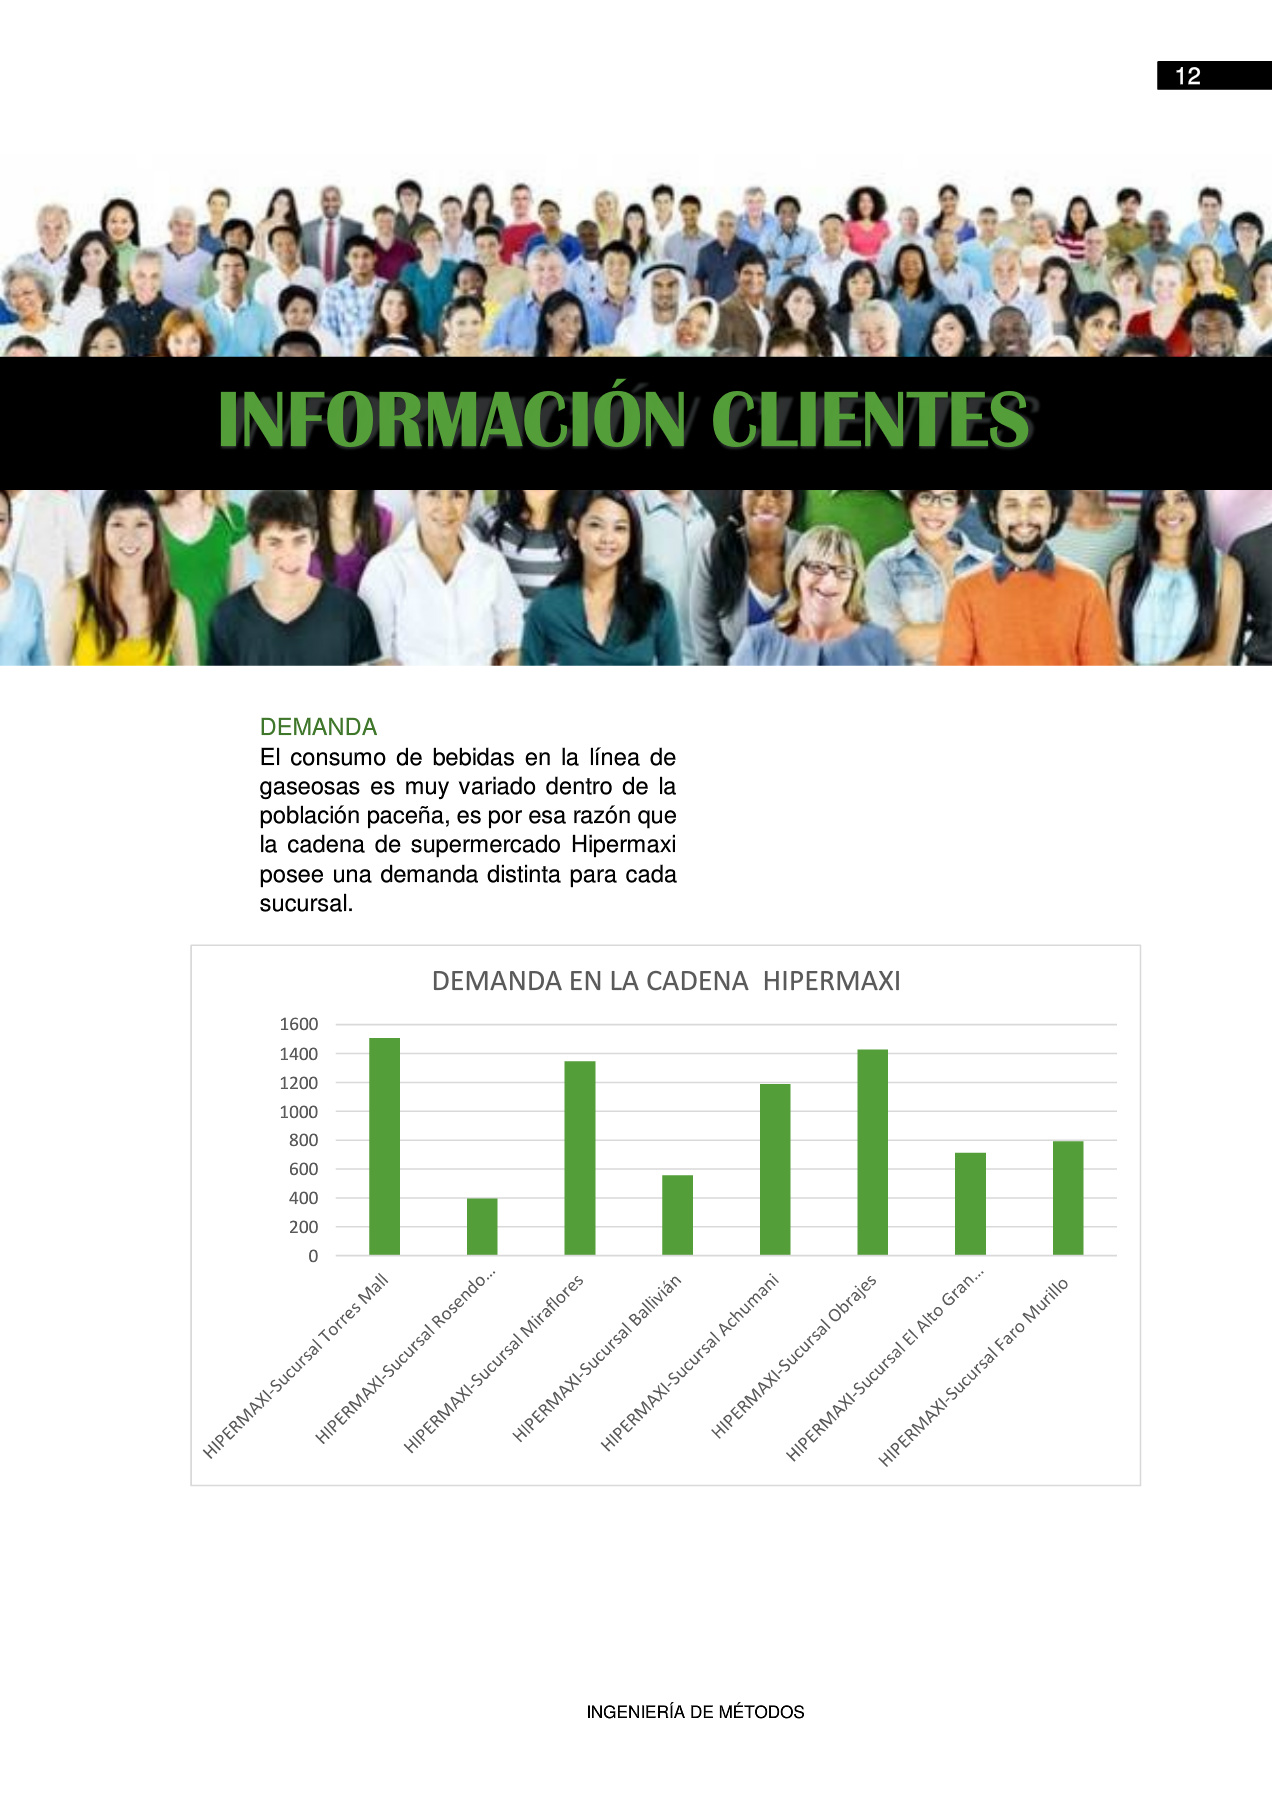 12
INFORMACIÓN CLIENTES
DEMANDA
El consumo de bebidas en la línea de
gaseosas es muy variado dentro de la
población paceña, es por esa razón que
la cadena de supermercado Hipermaxi
posee una demanda distinta para cada
sucursal.
DEMANDA EN LA CADENA HIPERMAXI
1600
1400
1200
1000
800
600
400
200
0
HIPERMAXI-Sucursal Torres Mall
HIPERMAXI-Sucursal Rosendo...
HIPERMAXI-Sucursal Miraflores
HIPERMAXI-Sucursal Ballivián
HIPERMAXI-Sucursal Achumani
HIPERMAXI-Sucursal Obrajes
HIPERMAXI-Sucursal El Alto Gran...
HIPERMAXI-Sucursal Faro Murillo
INGENIERÍA DE MÉTODOS